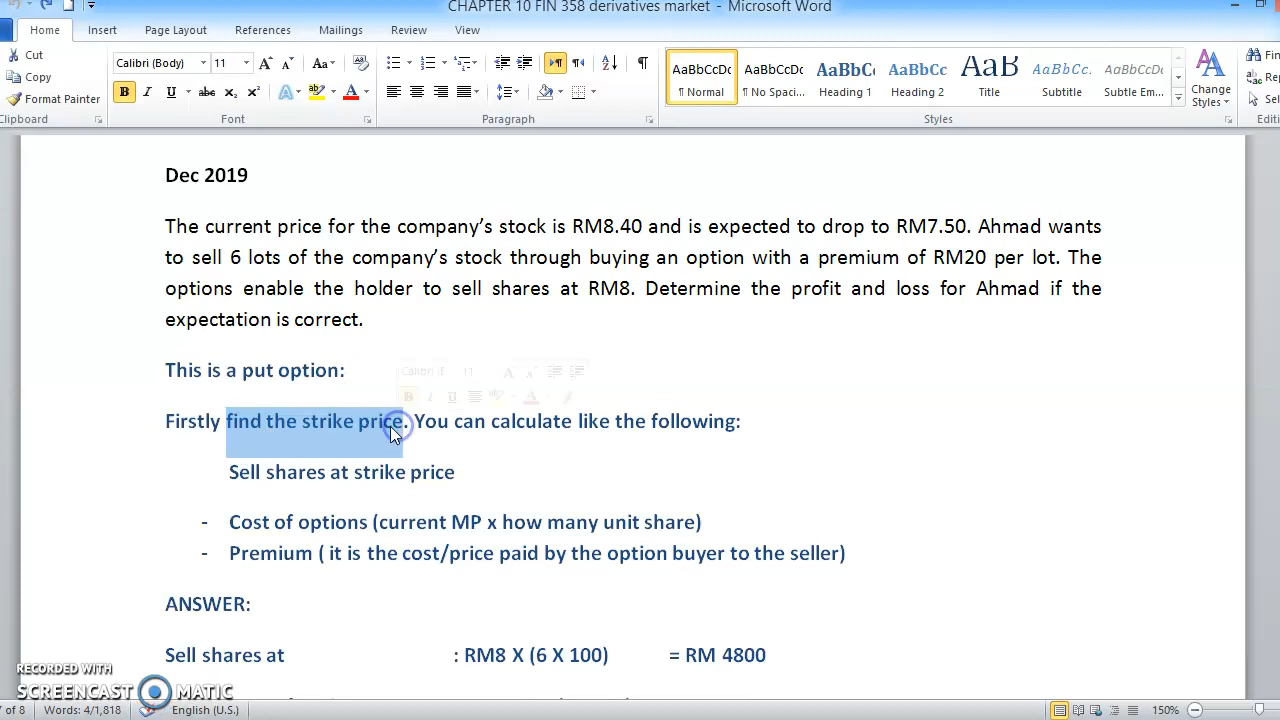 CHAPTER 10 FIN 358 derivatives market - Microsoft Word
Home Insert Page Layout References Mailings Review View
Cut
Copy
Format Painter
Clipboard
Calibri (Body) 11
Font
Paragraph
AaBbCcDc AaBbCcDc AaBbC AaBbCc AaB AaBbCc. AaBbCcDc
¶ Normal ¶ No Spaci... Heading 1 Heading 2 Title Subtitle Subtle Em...
Change
Styles
Styles
Dec 2019
The current price for the company’s stock is RM8.40 and is expected to drop to RM7.50. Ahmad wants
to sell 6 lots of the company’s stock through buying an option with a premium of RM20 per lot. The
options enable the holder to sell shares at RM8. Determine the profit and loss for Ahmad if the
expectation is correct.
This is a put option:
Firstly find the strike price. You can calculate like the following:
Sell shares at strike price
- Cost of options (current MP x how many unit share)
- Premium ( it is the cost/price paid by the option buyer to the seller)
ANSWER:
Sell shares at : RM8 X (6 X 100) = RM 4800
RECORDED WITH
SCREENCAST MATIC
of 8 Words: 4/1,818 English (U.S.) 150%